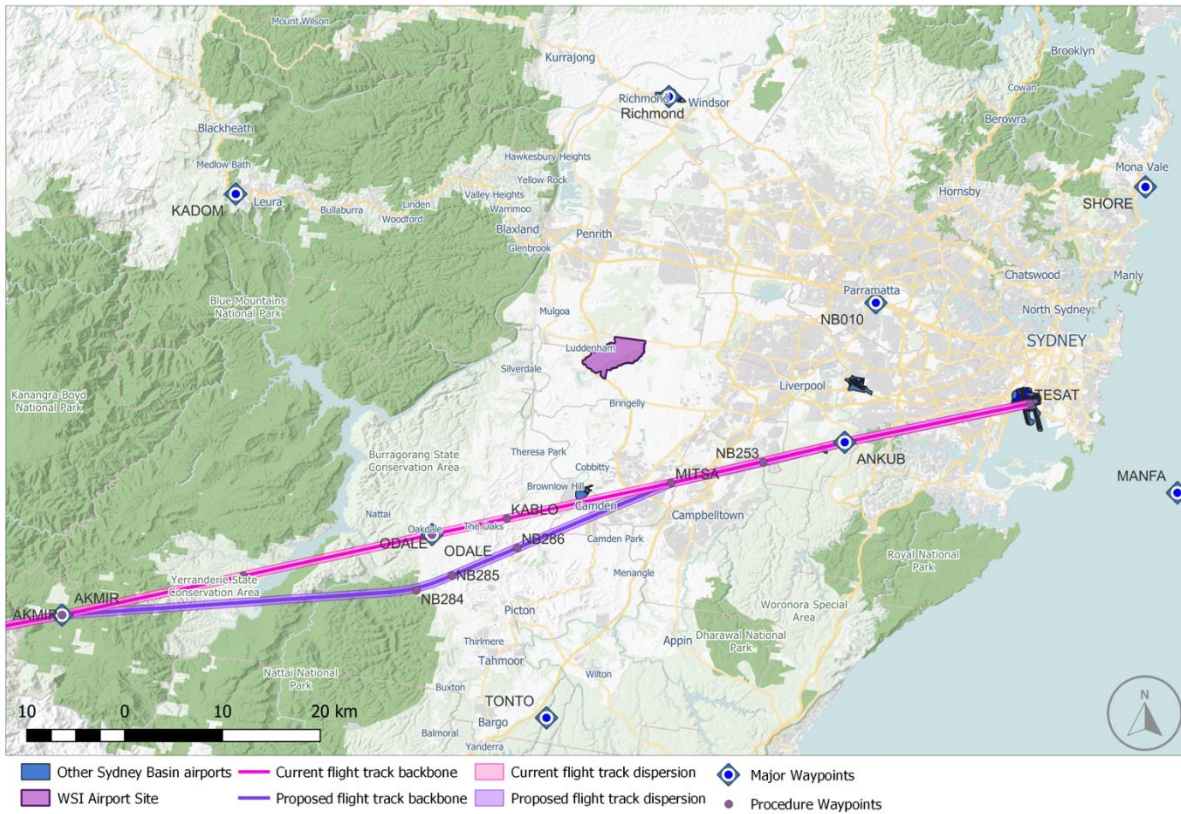 Mount Wilson
Brooklyn
Kurrajong
Cowan
Richmond
Windsor
Richmond
Berowra
Blackheath
Medlow Bath
Hawkesbury Heights
Mona Vale
Yellow Rock
KADOM
Leura
Valley Heights
Hornsby
SHORE
Linden
Warrimoo
Bullaburra
Woodford
Blaxland
Penrith
Glenbrook
Chatswood
Manly
Blue Mountains
National Park
Parramatta
Mulgoa
NB010
North Sydney
SYDNEY
Luddenham
Silverdale
Liverpool
Kanangra-Boyd
National Park
TESAT
Bringelly
Burragorang State
Conservation Area
Theresa Park
NB253
ANKUB
Cobbitty
MITSA
MANFA
Brownlow Hill
Nattai
KABLO
Camden
Campbelltown
Oakdale
The Oaks
ODALE
ODALE
NB286
Camden Park
Royal National
Park
Yerranderie State
Conservation Area
NB285
Menangle
AKMIR
AKMIR
NB284
Woronora Special
Area
Picton
Thirlmere
Appin
Dharawal National
Park
Tahmoor
Nattai National
Park
Wilton
Buxton
TONTO
Bargo
Balmoral
Yanderra
N
10 0 10 20 km
Other Sydney Basin airports
Current flight track backbone
Current flight track dispersion
Major Waypoints
WSI Airport Site
Proposed flight track backbone
Proposed flight track dispersion
Procedure Waypoints